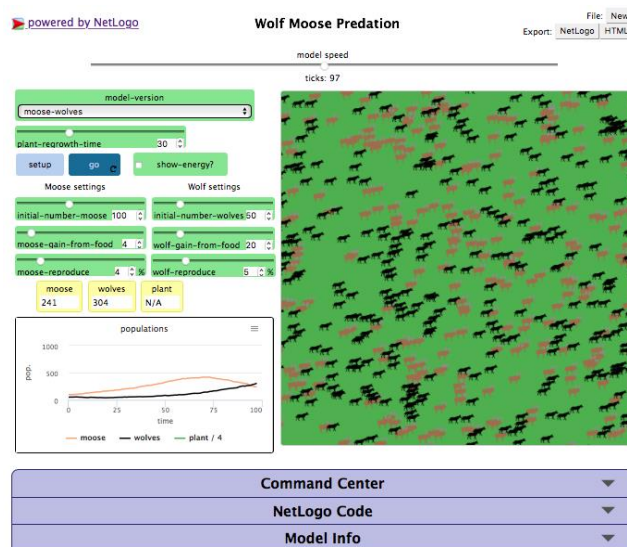 powered by NetLogo
Wolf Moose Predation
File: New
Export: NetLogo HTML
model speed
ticks: 97
model-version
moose-wolves
plant-regrowth-time 30
setup go show-energy?
Moose settings Wolf settings
initial-number-moose 100 initial-number-wolves 50
moose-gain-from-food 4 wolf-gain-from-food 20
moose-reproduce 4 % wolf-reproduce 5 %
moose wolves plant
241 304 N/A
populations
1000
500
0
pop.
0 25 50 75 100
time
moose wolves plant / 4
Command Center
NetLogo Code
Model Info